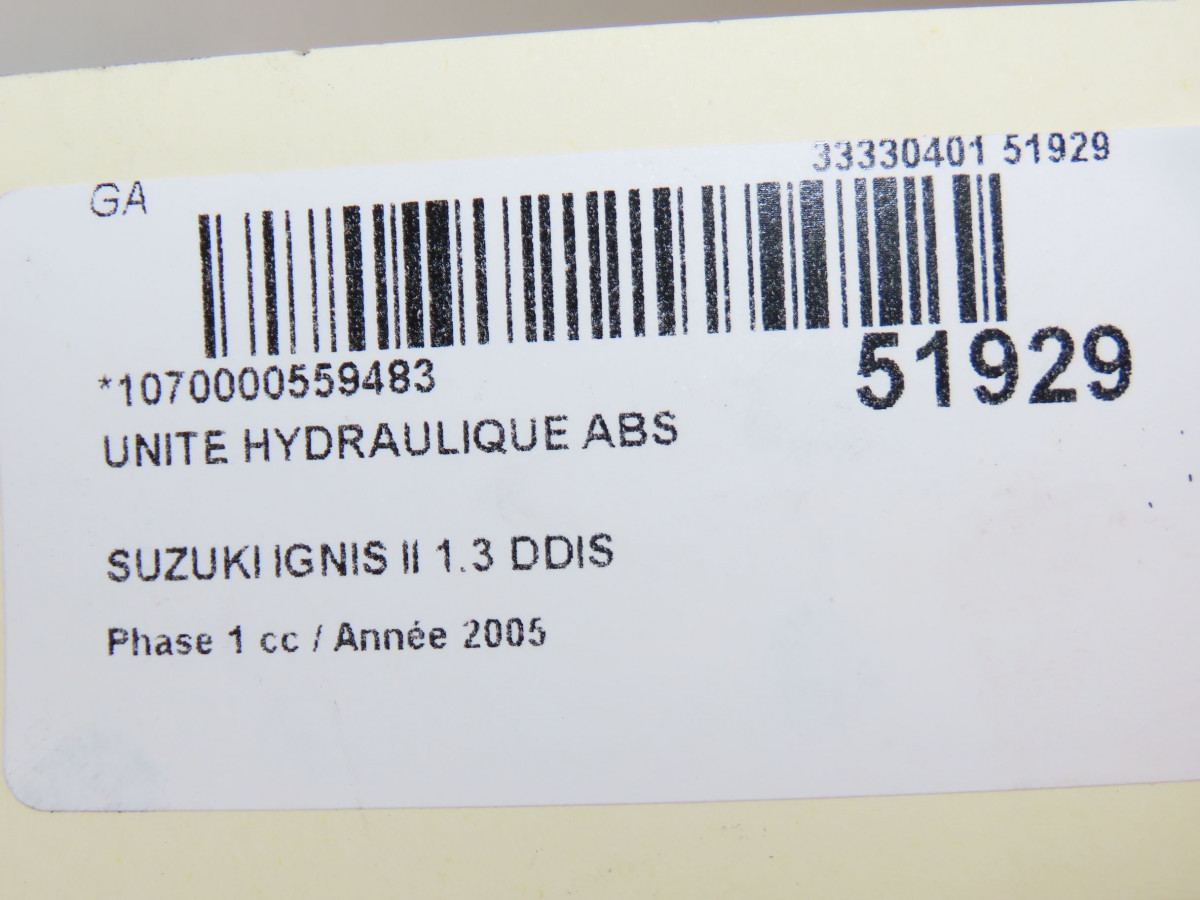 GA
33330401 51929
*1070000559483
51929
UNITE HYDRAULIQUE ABS
SUZUKI IGNIS II 1.3 DDIS
Phase 1 cc / Année 2005